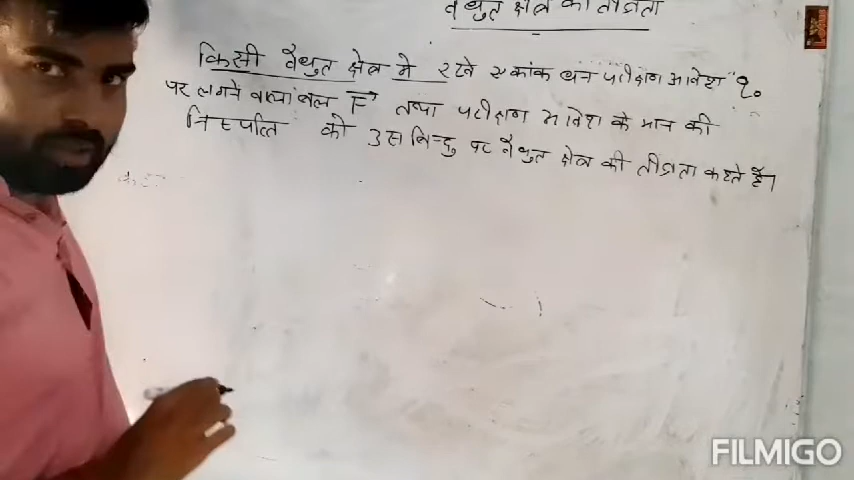 वैद्युत क्षेत्र की तीव्रता
किसी वैधुत क्षेत्र मे रखे एकांक धन परीक्षण आवेश q₀
पर लगने वाला बल F⃗ तथा परीक्षण आवेश के मान की
निष्पत्ति को उस बिन्दु पर वैधुत क्षेत्र की तीव्रता कहते है।
FILMIGO